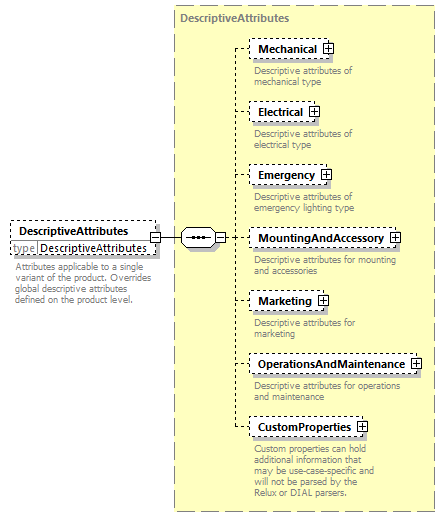 DescriptiveAttributes
Mechanical
Descriptive attributes of
mechanical type
Electrical
Descriptive attributes of
electrical type
Emergency
Descriptive attributes of
emergency lighting type
DescriptiveAttributes
type DescriptiveAttributes
Attributes applicable to a single
variant of the product. Overrides
global descriptive attributes
defined on the product level.
MountingAndAccessory
Descriptive attributes for mounting
and accessories
Marketing
Descriptive attributes for
marketing
OperationsAndMaintenance
Descriptive attributes for operations
and maintenance
CustomProperties
Custom properties can hold
additional information that
may be use-case-specific and
will not be parsed by the
Relux or DIAL parsers.